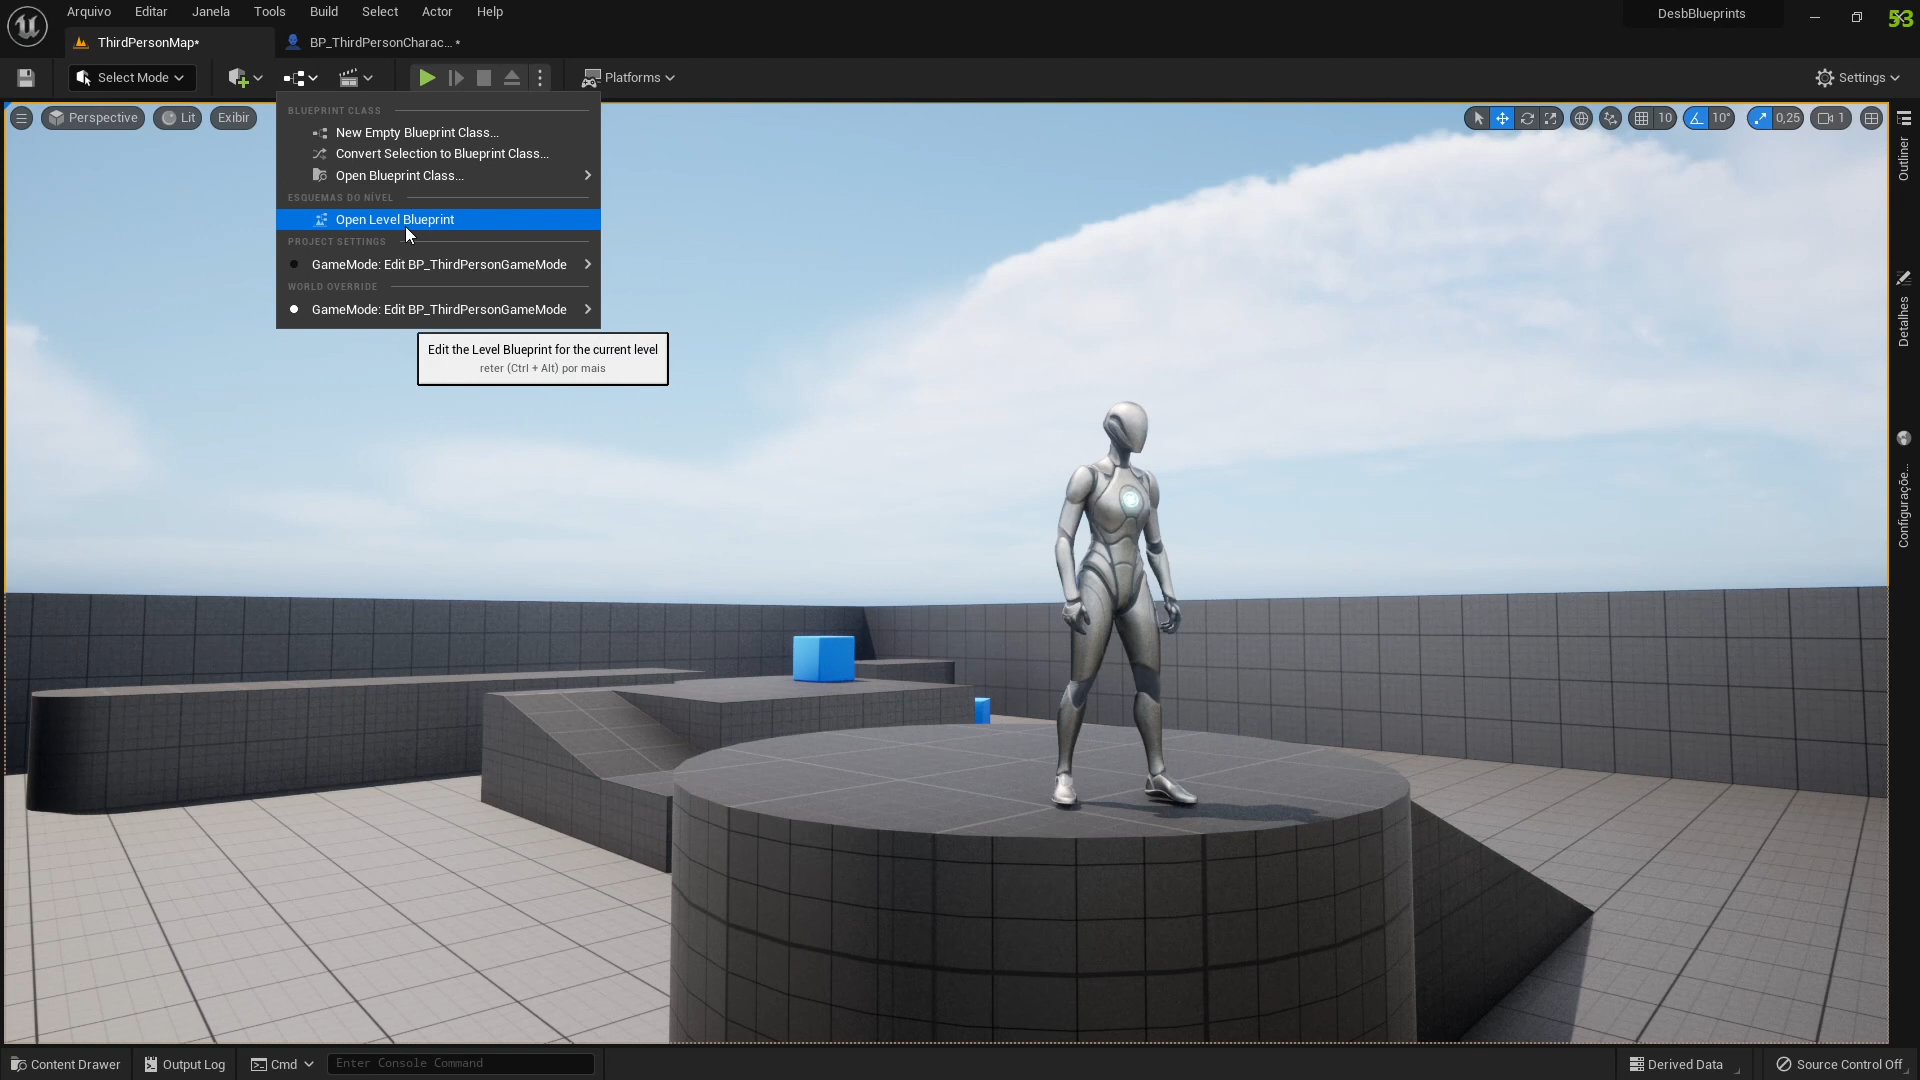 Arquivo Editar Janela Tools Build Select Actor Help
DesbBlueprints
53
ThirdPersonMap*
BP_ThirdPersonCharac... *
Select Mode
Platforms
Settings
Perspective
Lit
Exibir
10
10°
0,25
1
BLUEPRINT CLASS
New Empty Blueprint Class...
Convert Selection to Blueprint Class...
Open Blueprint Class...
ESQUEMAS DO NÍVEL
Open Level Blueprint
PROJECT SETTINGS
GameMode: Edit BP_ThirdPersonGameMode
WORLD OVERRIDE
GameMode: Edit BP_ThirdPersonGameMode
Edit the Level Blueprint for the current level
reter (Ctrl + Alt) por mais
Outliner
Detalhes
Configuraçõe...
Content Drawer
Output Log
Cmd
Enter Console Command
Derived Data
Source Control Off